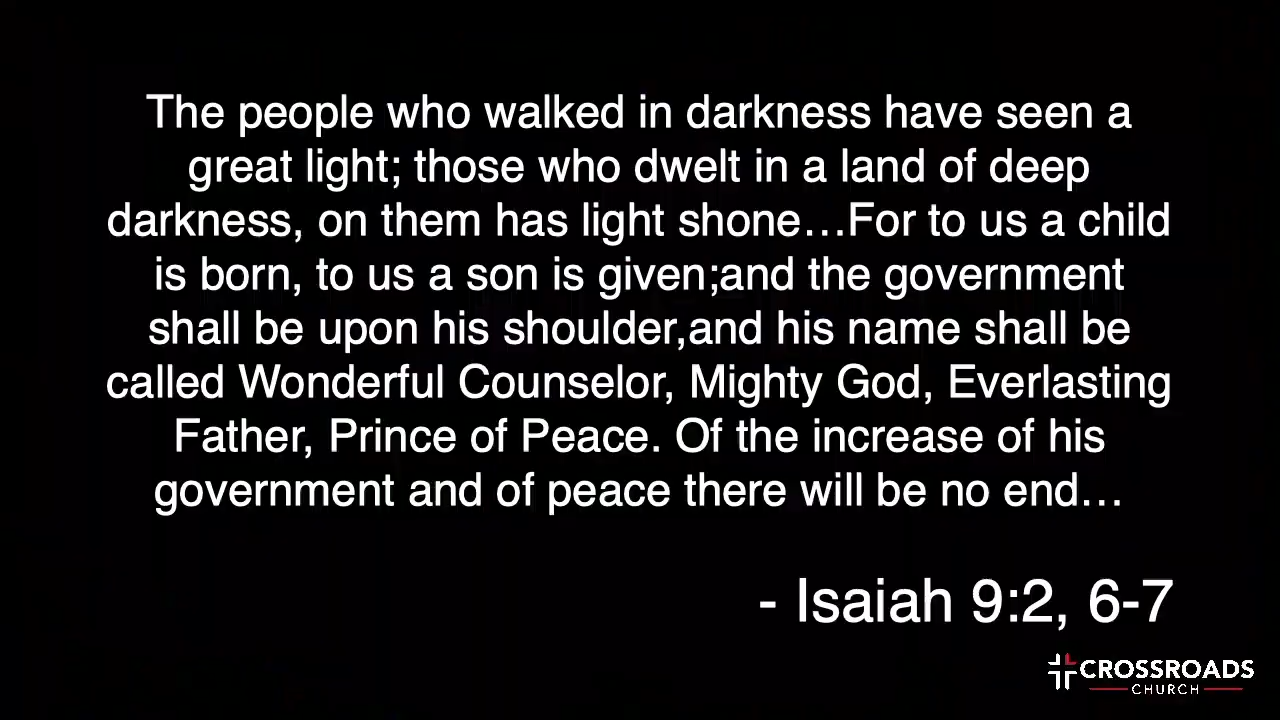 The people who walked in darkness have seen a
great light; those who dwelt in a land of deep
darkness, on them has light shone…For to us a child
is born, to us a son is given;and the government
shall be upon his shoulder,and his name shall be
called Wonderful Counselor, Mighty God, Everlasting
Father, Prince of Peace. Of the increase of his
government and of peace there will be no end…
- Isaiah 9:2, 6-7
CROSSROADS
CHURCH